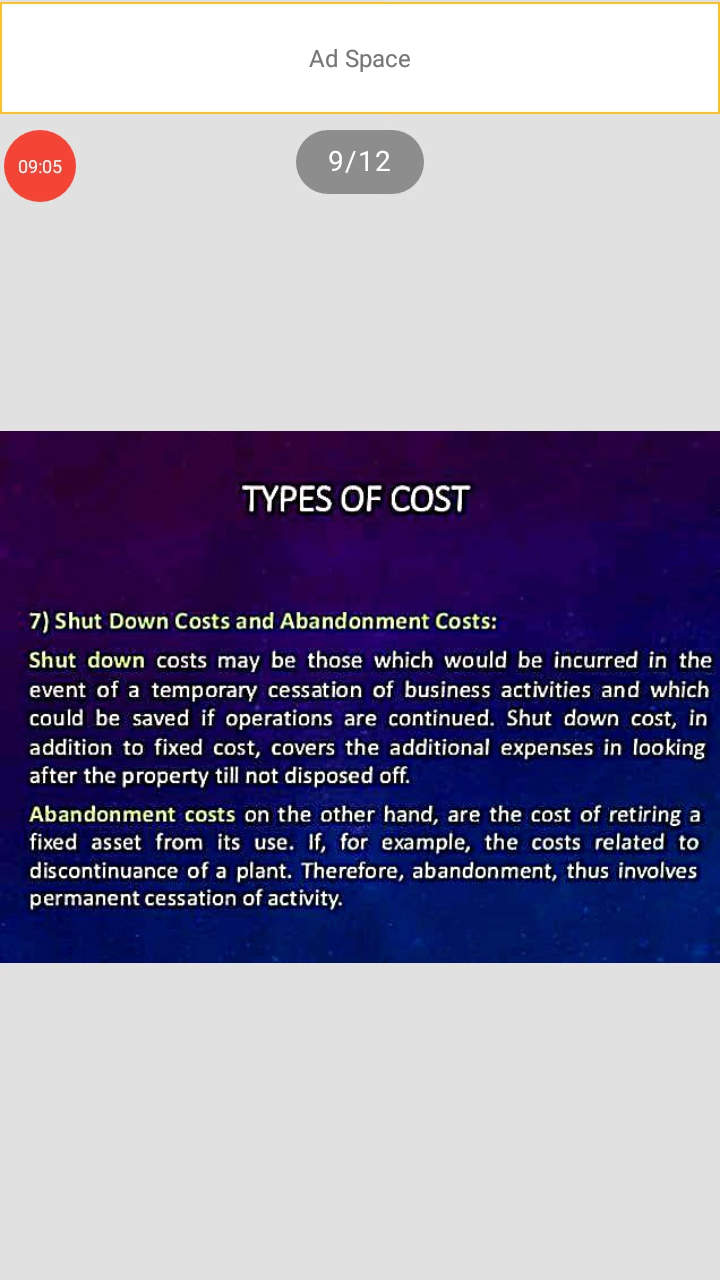 Ad Space
09:05
9/12
TYPES OF COST
7) Shut Down Costs and Abandonment Costs:
Shut down costs may be those which would be incurred in the
event of a temporary cessation of business activities and which
could be saved if operations are continued. Shut down cost, in
addition to fixed cost, covers the additional expenses in looking
after the property till not disposed off.
Abandonment costs on the other hand, are the cost of retiring a
fixed asset from its use. If, for example, the costs related to
discontinuance of a plant. Therefore, abandonment, thus involves
permanent cessation of activity.